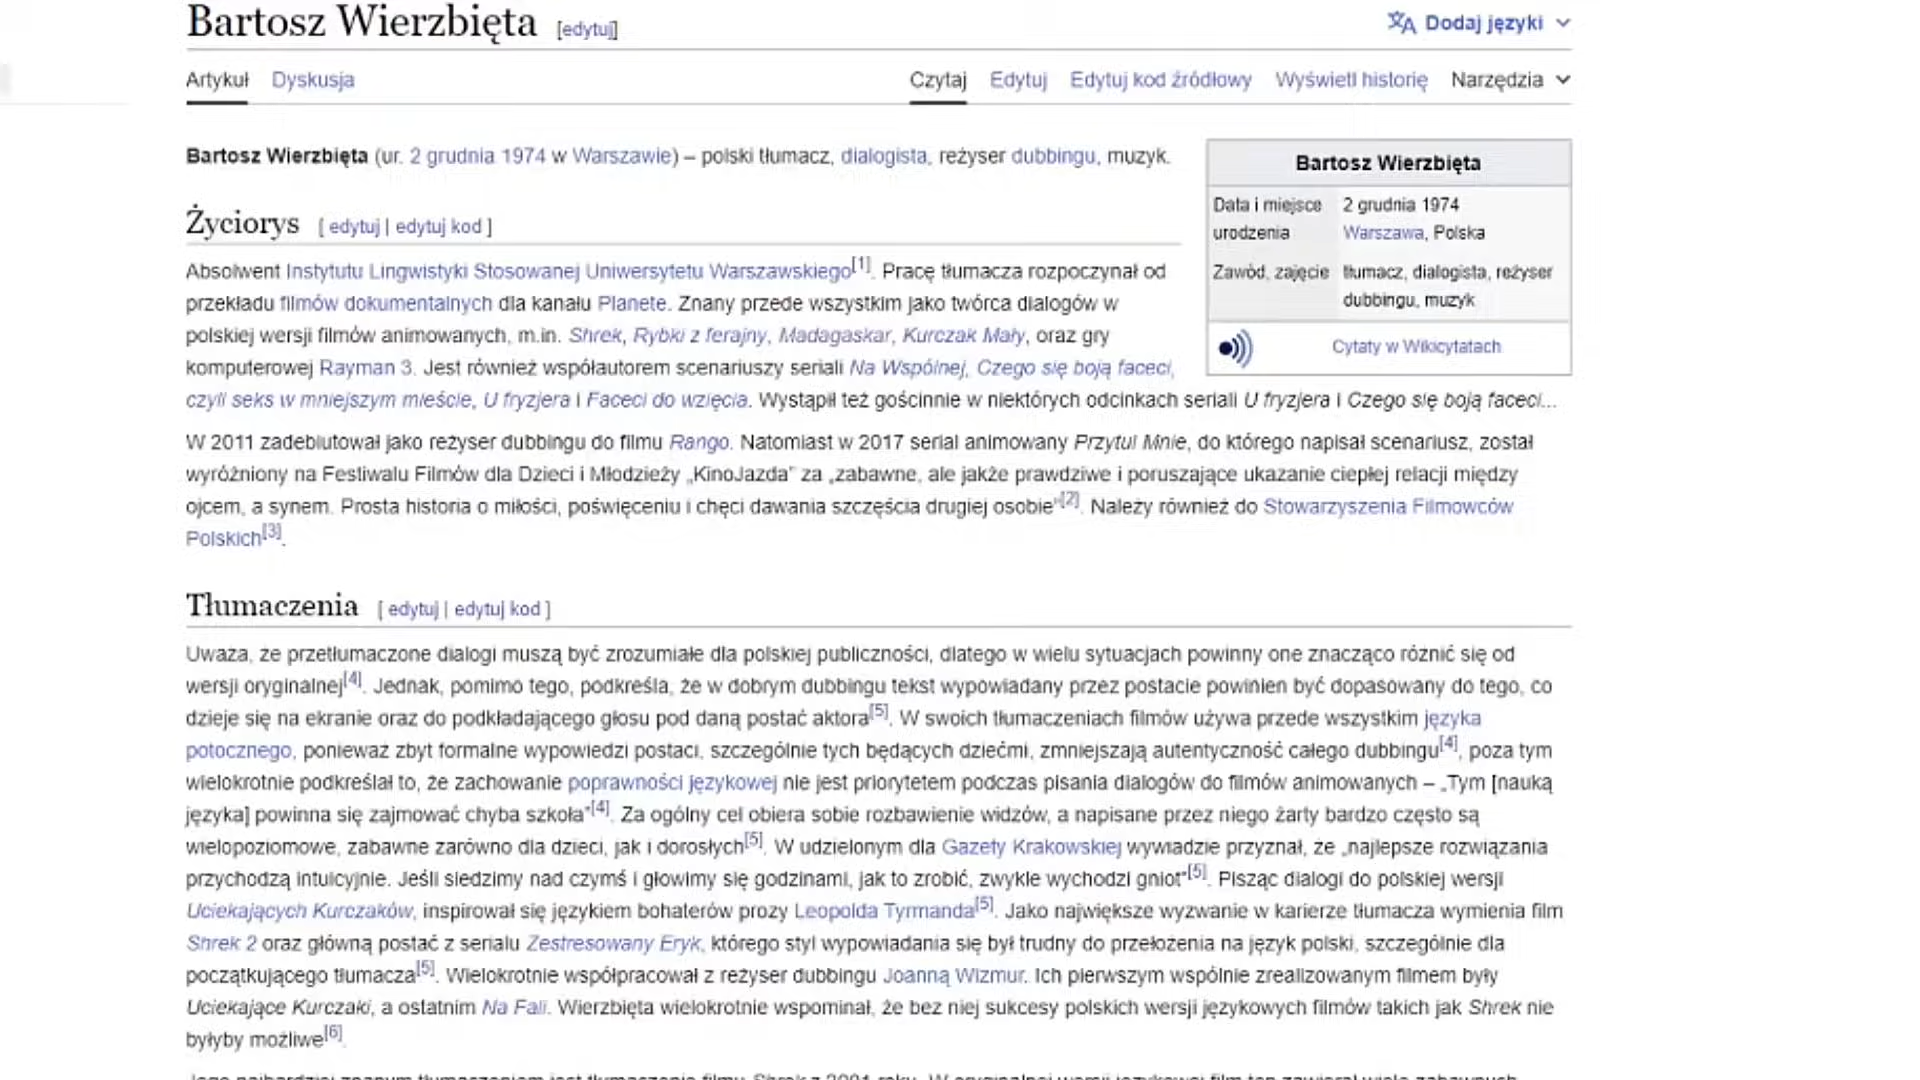 Bartosz Wierzbięta [edytuj]
Dodaj języki
Artykuł Dyskusja Czytaj Edytuj Edytuj kod źródłowy Wyświetl historię Narzędzia
Bartosz Wierzbięta (ur. 2 grudnia 1974 w Warszawie) – polski tłumacz, dialogista, reżyser dubbingu, muzyk.
Bartosz Wierzbięta
Data i miejsce urodzenia
2 grudnia 1974
Warszawa, Polska
Zawód, zajęcie
tłumacz, dialogista, reżyser
dubbingu, muzyk
Cytaty w Wikicytatach
Życiorys [ edytuj | edytuj kod ]
Absolwent Instytutu Lingwistyki Stosowanej Uniwersytetu Warszawskiego[1]. Pracę tłumacza rozpoczynał od
przekładu filmów dokumentalnych dla kanału Planete. Znany przede wszystkim jako twórca dialogów w
polskiej wersji filmów animowanych, m.in. Shrek, Rybki z ferajny, Madagaskar, Kurczak Mały, oraz gry
komputerowej Rayman 3. Jest również współautorem scenariuszy seriali Na Wspólnej, Czego się boją faceci,
czyli seks w mniejszym mieście, U fryzjera i Faceci do wzięcia. Wystąpił też gościnnie w niektórych odcinkach seriali U fryzjera i Czego się boją faceci...
W 2011 zadebiutował jako reżyser dubbingu do filmu Rango. Natomiast w 2017 serial animowany Przytul Mnie, do którego napisał scenariusz, został
wyróżniony na Festiwalu Filmów dla Dzieci i Młodzieży „KinoJazda” za „zabawne, ale jakże prawdziwe i poruszające ukazanie ciepłej relacji między
ojcem, a synem. Prosta historia o miłości, poświęceniu i chęci dawania szczęścia drugiej osobie”[2]. Należy również do Stowarzyszenia Filmowców
Polskich[3].
Tłumaczenia [ edytuj | edytuj kod ]
Uważa, że przetłumaczone dialogi muszą być zrozumiałe dla polskiej publiczności, dlatego w wielu sytuacjach powinny one znacząco różnić się od
wersji oryginalnej[4]. Jednak, pomimo tego, podkreśla, że w dobrym dubbingu tekst wypowiadany przez postacie powinien być dopasowany do tego, co
dzieje się na ekranie oraz do podkładającego głosu pod daną postać aktora[5]. W swoich tłumaczeniach filmów używa przede wszystkim języka
potocznego, ponieważ zbyt formalne wypowiedzi postaci, szczególnie tych będących dziećmi, zmniejszają autentyczność całego dubbingu[4], poza tym
wielokrotnie podkreślał to, że zachowanie poprawności językowej nie jest priorytetem podczas pisania dialogów do filmów animowanych – „Tym [nauką
języka] powinna się zajmować chyba szkoła”[4]. Za ogólny cel obiera sobie rozbawienie widzów, a napisane przez niego żarty bardzo często są
wielopoziomowe, zabawne zarówno dla dzieci, jak i dorosłych[5]. W udzielonym dla Gazety Krakowskiej wywiadzie przyznał, że „najlepsze rozwiązania
przychodzą intuicyjnie. Jeśli siedzimy nad czymś i głowimy się godzinami, jak to zrobić, zwykle wychodzi gniot”[5]. Pisząc dialogi do polskiej wersji
Uciekających Kurczaków, inspirował się językiem bohaterów prozy Leopolda Tyrmanda[5]. Jako największe wyzwanie w karierze tłumacza wymienia film
Shrek 2 oraz główną postać z serialu Zestresowany Eryk, którego styl wypowiadania się był trudny do przełożenia na język polski, szczególnie dla
początkującego tłumacza[5]. Wielokrotnie współpracował z reżyser dubbingu Joanną Wizmur. Ich pierwszym wspólnie zrealizowanym filmem były
Uciekające Kurczaki, a ostatnim Na Fali. Wierzbięta wielokrotnie wspominał, że bez niej sukcesy polskich wersji językowych filmów takich jak Shrek nie
byłyby możliwe[6].